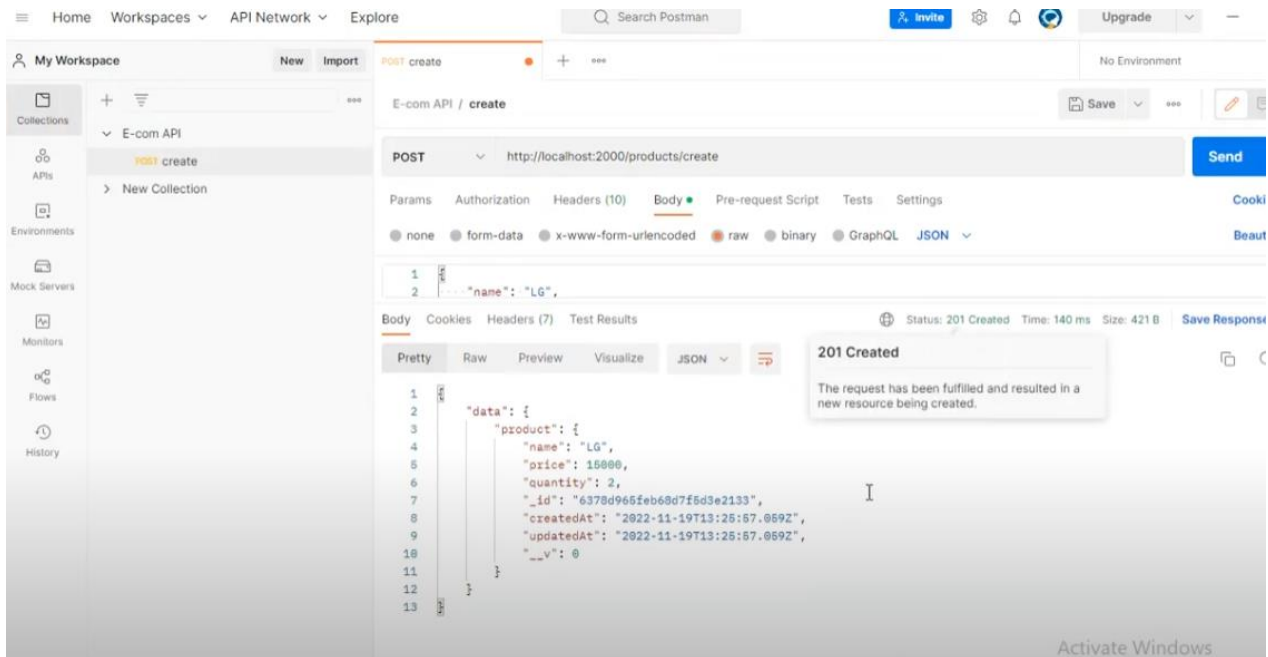 Home Workspaces API Network Explore Search Postman Invite Upgrade
My Workspace New Import POST create No Environment
Collections
APIs
Environments
Mock Servers
Monitors
Flows
History
E-com API
POST create
New Collection
E-com API / create Save
POST http://localhost:2000/products/create Send
Params Authorization Headers (10) Body Pre-request Script Tests Settings Cooki
none form-data x-www-form-urlencoded raw binary GraphQL JSON Beaut
1 {
2 "name": "LG",
Body Cookies Headers (7) Test Results Status: 201 Created Time: 140 ms Size: 421 B Save Response
Pretty Raw Preview Visualize JSON
201 Created
The request has been fulfilled and resulted in a
new resource being created.
1 {
2 "data": {
3 "product": {
4 "name": "LG",
5 "price": 15000,
6 "quantity": 2,
7 "_id": "6378d965feb68d7f5d3e2133",
8 "createdAt": "2022-11-19T13:25:57.059Z",
9 "updatedAt": "2022-11-19T13:25:57.059Z",
10 "__v": 0
11 }
12 }
13 }
Activate Windows